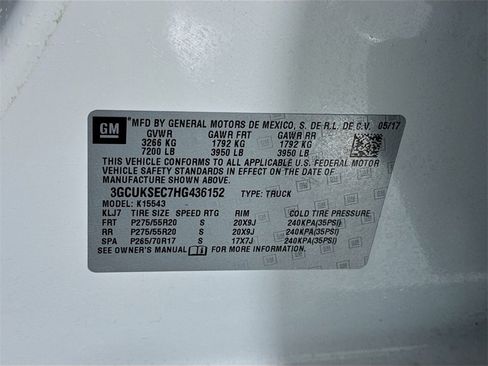 GM MFD BY GENERAL MOTORS DE MEXICO, S. DE R.L. DE C.V. 05/17
GVWR GAWR FRT GAWR RR
3266 KG 1792 KG 1792 KG
7200 LB 3950 LB 3950 LB
THIS VEHICLE CONFORMS TO ALL APPLICABLE U.S. FEDERAL MOTOR
VEHICLE SAFETY, BUMPER, AND THEFT PREVENTION STANDARDS IN
EFFECT ON THE DATE OF MANUFACTURE SHOWN ABOVE.
3GCUKSEC7HG436152 TYPE: TRUCK
MODEL: K15543
KLJ7 TIRE SIZE SPEED RTG RIM COLD TIRE PRESSURE
FRT P275/55R20 S 20X9J 240KPA(35PSI)
RR P275/55R20 S 20X9J 240KPA(35PSI)
SPA P265/70R17 S 17X7J 240KPA(35PSI)
SEE OWNER'S MANUAL FOR MORE INFORMATION